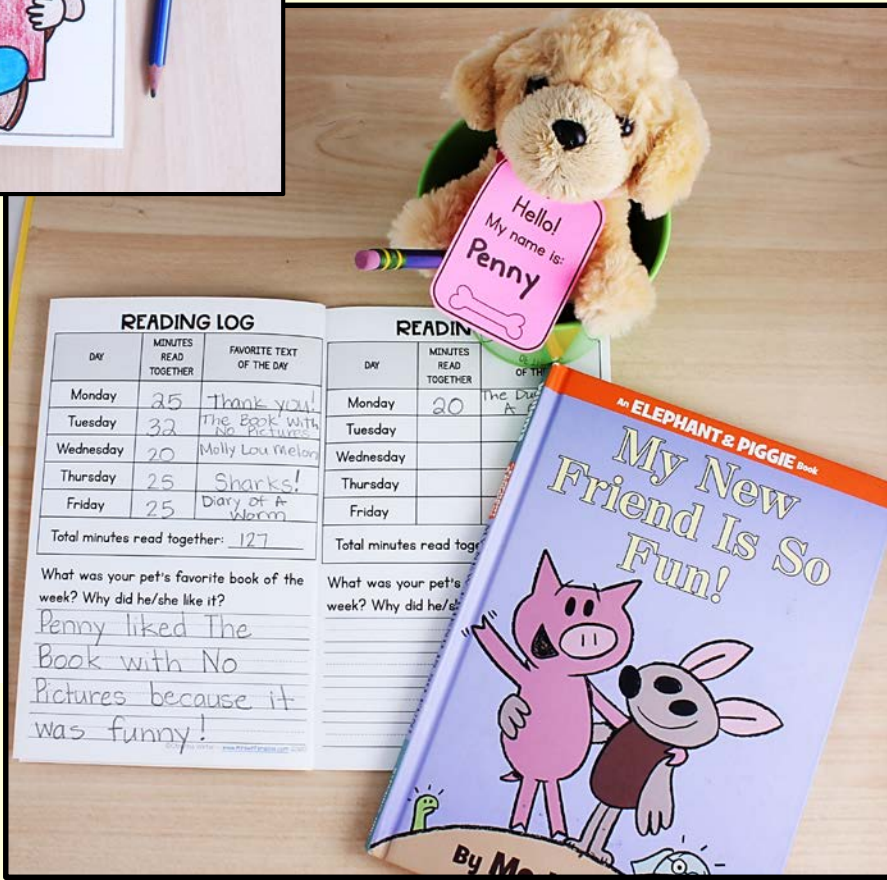 Hello!
My name is:
Penny
READING LOG
DAY
MINUTES
READ
TOGETHER
FAVORITE TEXT
OF THE DAY
Monday 25 Thank you!
Tuesday 32 The Book With
No Pictures
Wednesday 20 Molly Lou Melon
Thursday 25 Sharks!
Friday 25 Diary of A
Worm
Total minutes read together: 127
What was your pet's favorite book of the
week? Why did he/she like it?
Penny liked The
Book with No
Pictures because it
was funny!
READIN
DAY
MINUTES
READ
TOGETHER
OF TH
Monday 20 The Du
A
Tuesday
Wednesday
Thursday
Friday
Total minutes read toge
What was your pet's
week? Why did he/s
An ELEPHANT & PIGGIE Book
My New
Friend Is So
Fun!
By Mo